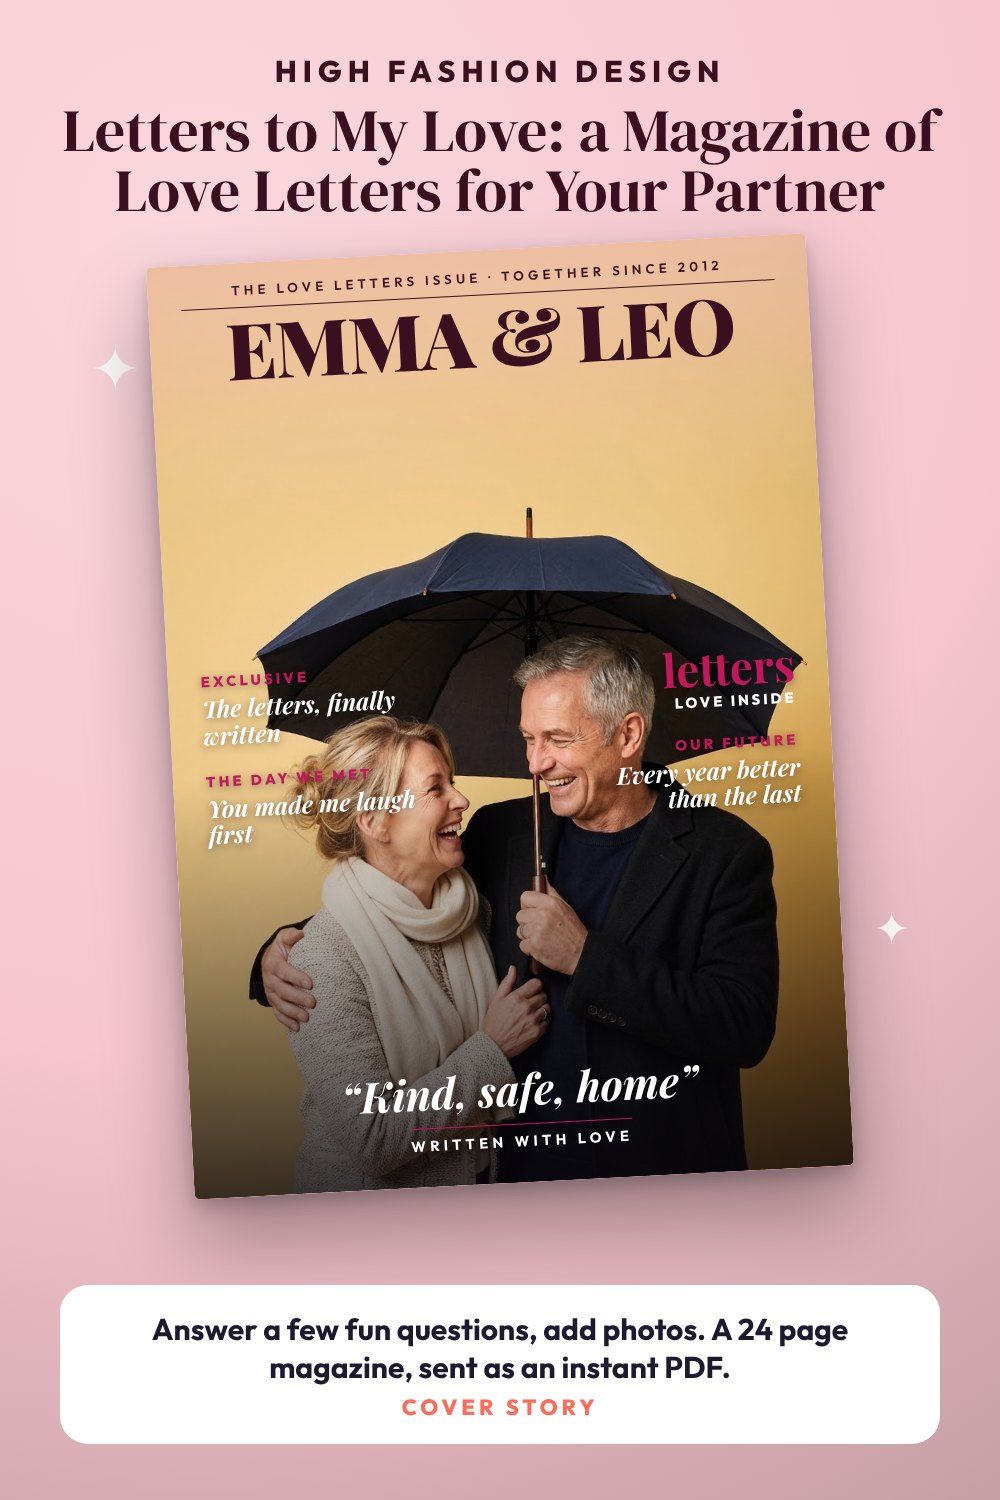 HIGH FASHION DESIGN
Letters to My Love: a Magazine of
Love Letters for Your Partner
THE LOVE LETTERS ISSUE · TOGETHER SINCE 2012
EMMA & LEO
EXCLUSIVE
The letters, finally
written
THE DAY WE MET
You made me laugh
first
letters
LOVE INSIDE
OUR FUTURE
Every year better
than the last
“Kind, safe, home”
WRITTEN WITH LOVE
Answer a few fun questions, add photos. A 24 page
magazine, sent as an instant PDF.
COVER STORY